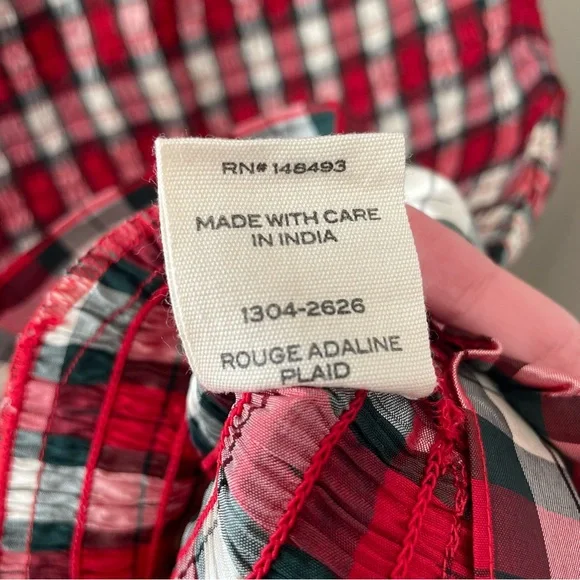 RN# 148493
MADE WITH CARE
IN INDIA
1304-2626
ROUGE ADALINE
PLAID